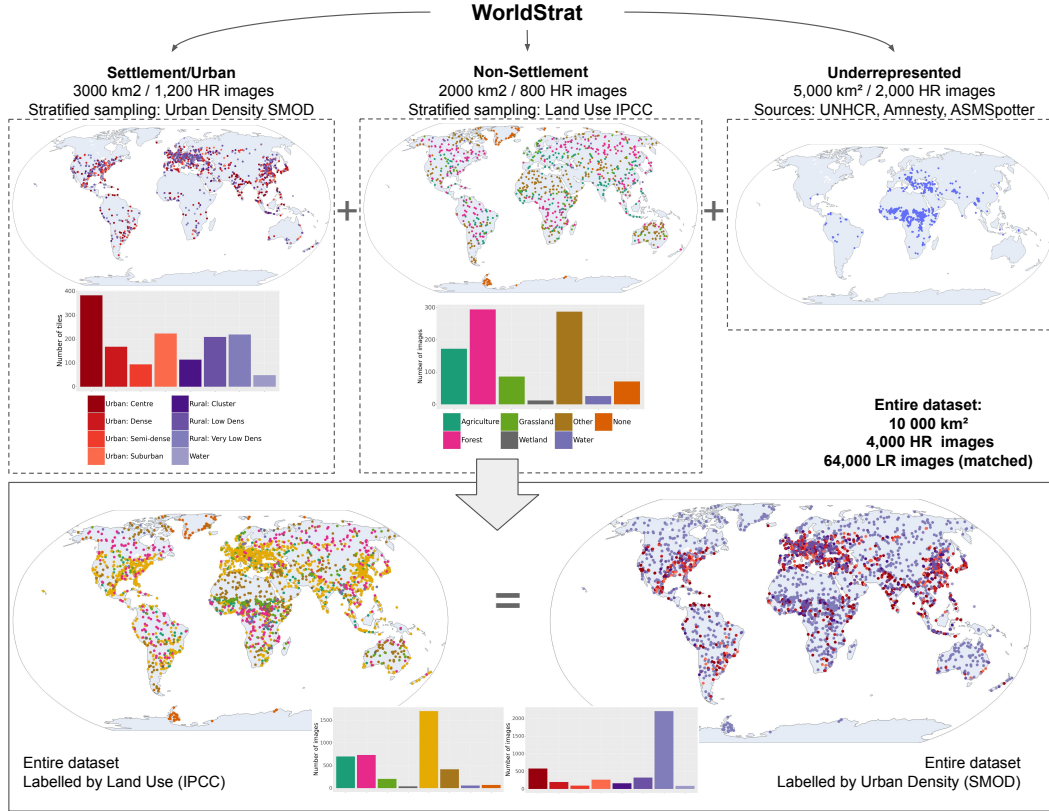 WorldStrat
Settlement/Urban
3000 km2 / 1,200 HR images
Stratified sampling: Urban Density SMOD
Non-Settlement
2000 km2 / 800 HR images
Stratified sampling: Land Use IPCC
Underrepresented
5,000 km² / 2,000 HR images
Sources: UNHCR, Amnesty, ASMSpotter
+
+
Number of tiles
400
300
200
100
0
Urban: Centre
Urban: Dense
Urban: Semi-dense
Urban: Suburban
Rural: Cluster
Rural: Low Dens
Rural: Very Low Dens
Water
Number of images
300
200
100
0
Agriculture
Forest
Grassland
Wetland
Other
Water
None
Entire dataset:
10 000 km²
4,000 HR images
64,000 LR images (matched)
=
Entire dataset
Labelled by Land Use (IPCC)
Number of images
1500
1000
500
0
Number of images
2000
1500
1000
500
0
Entire dataset
Labelled by Urban Density (SMOD)